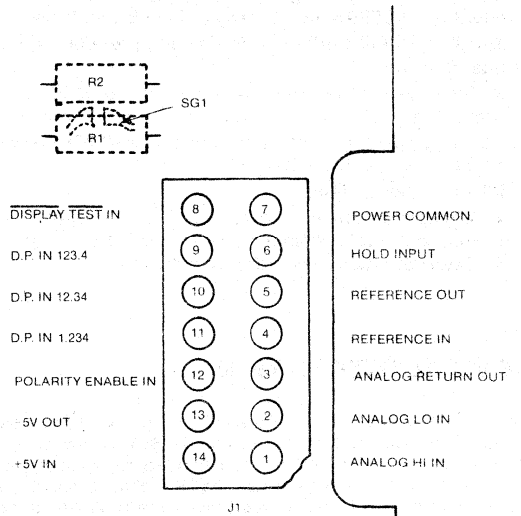 R2
SG1
R1
DISPLAY TEST IN 8 7 POWER COMMON
D.P. IN 123.4 9 6 HOLD INPUT
D.P. IN 12.34 10 5 REFERENCE OUT
D.P. IN 1.234 11 4 REFERENCE IN
POLARITY ENABLE IN 12 3 ANALOG RETURN OUT
5V OUT 13 2 ANALOG LO IN
+5V IN 14 1 ANALOG HI IN
J1